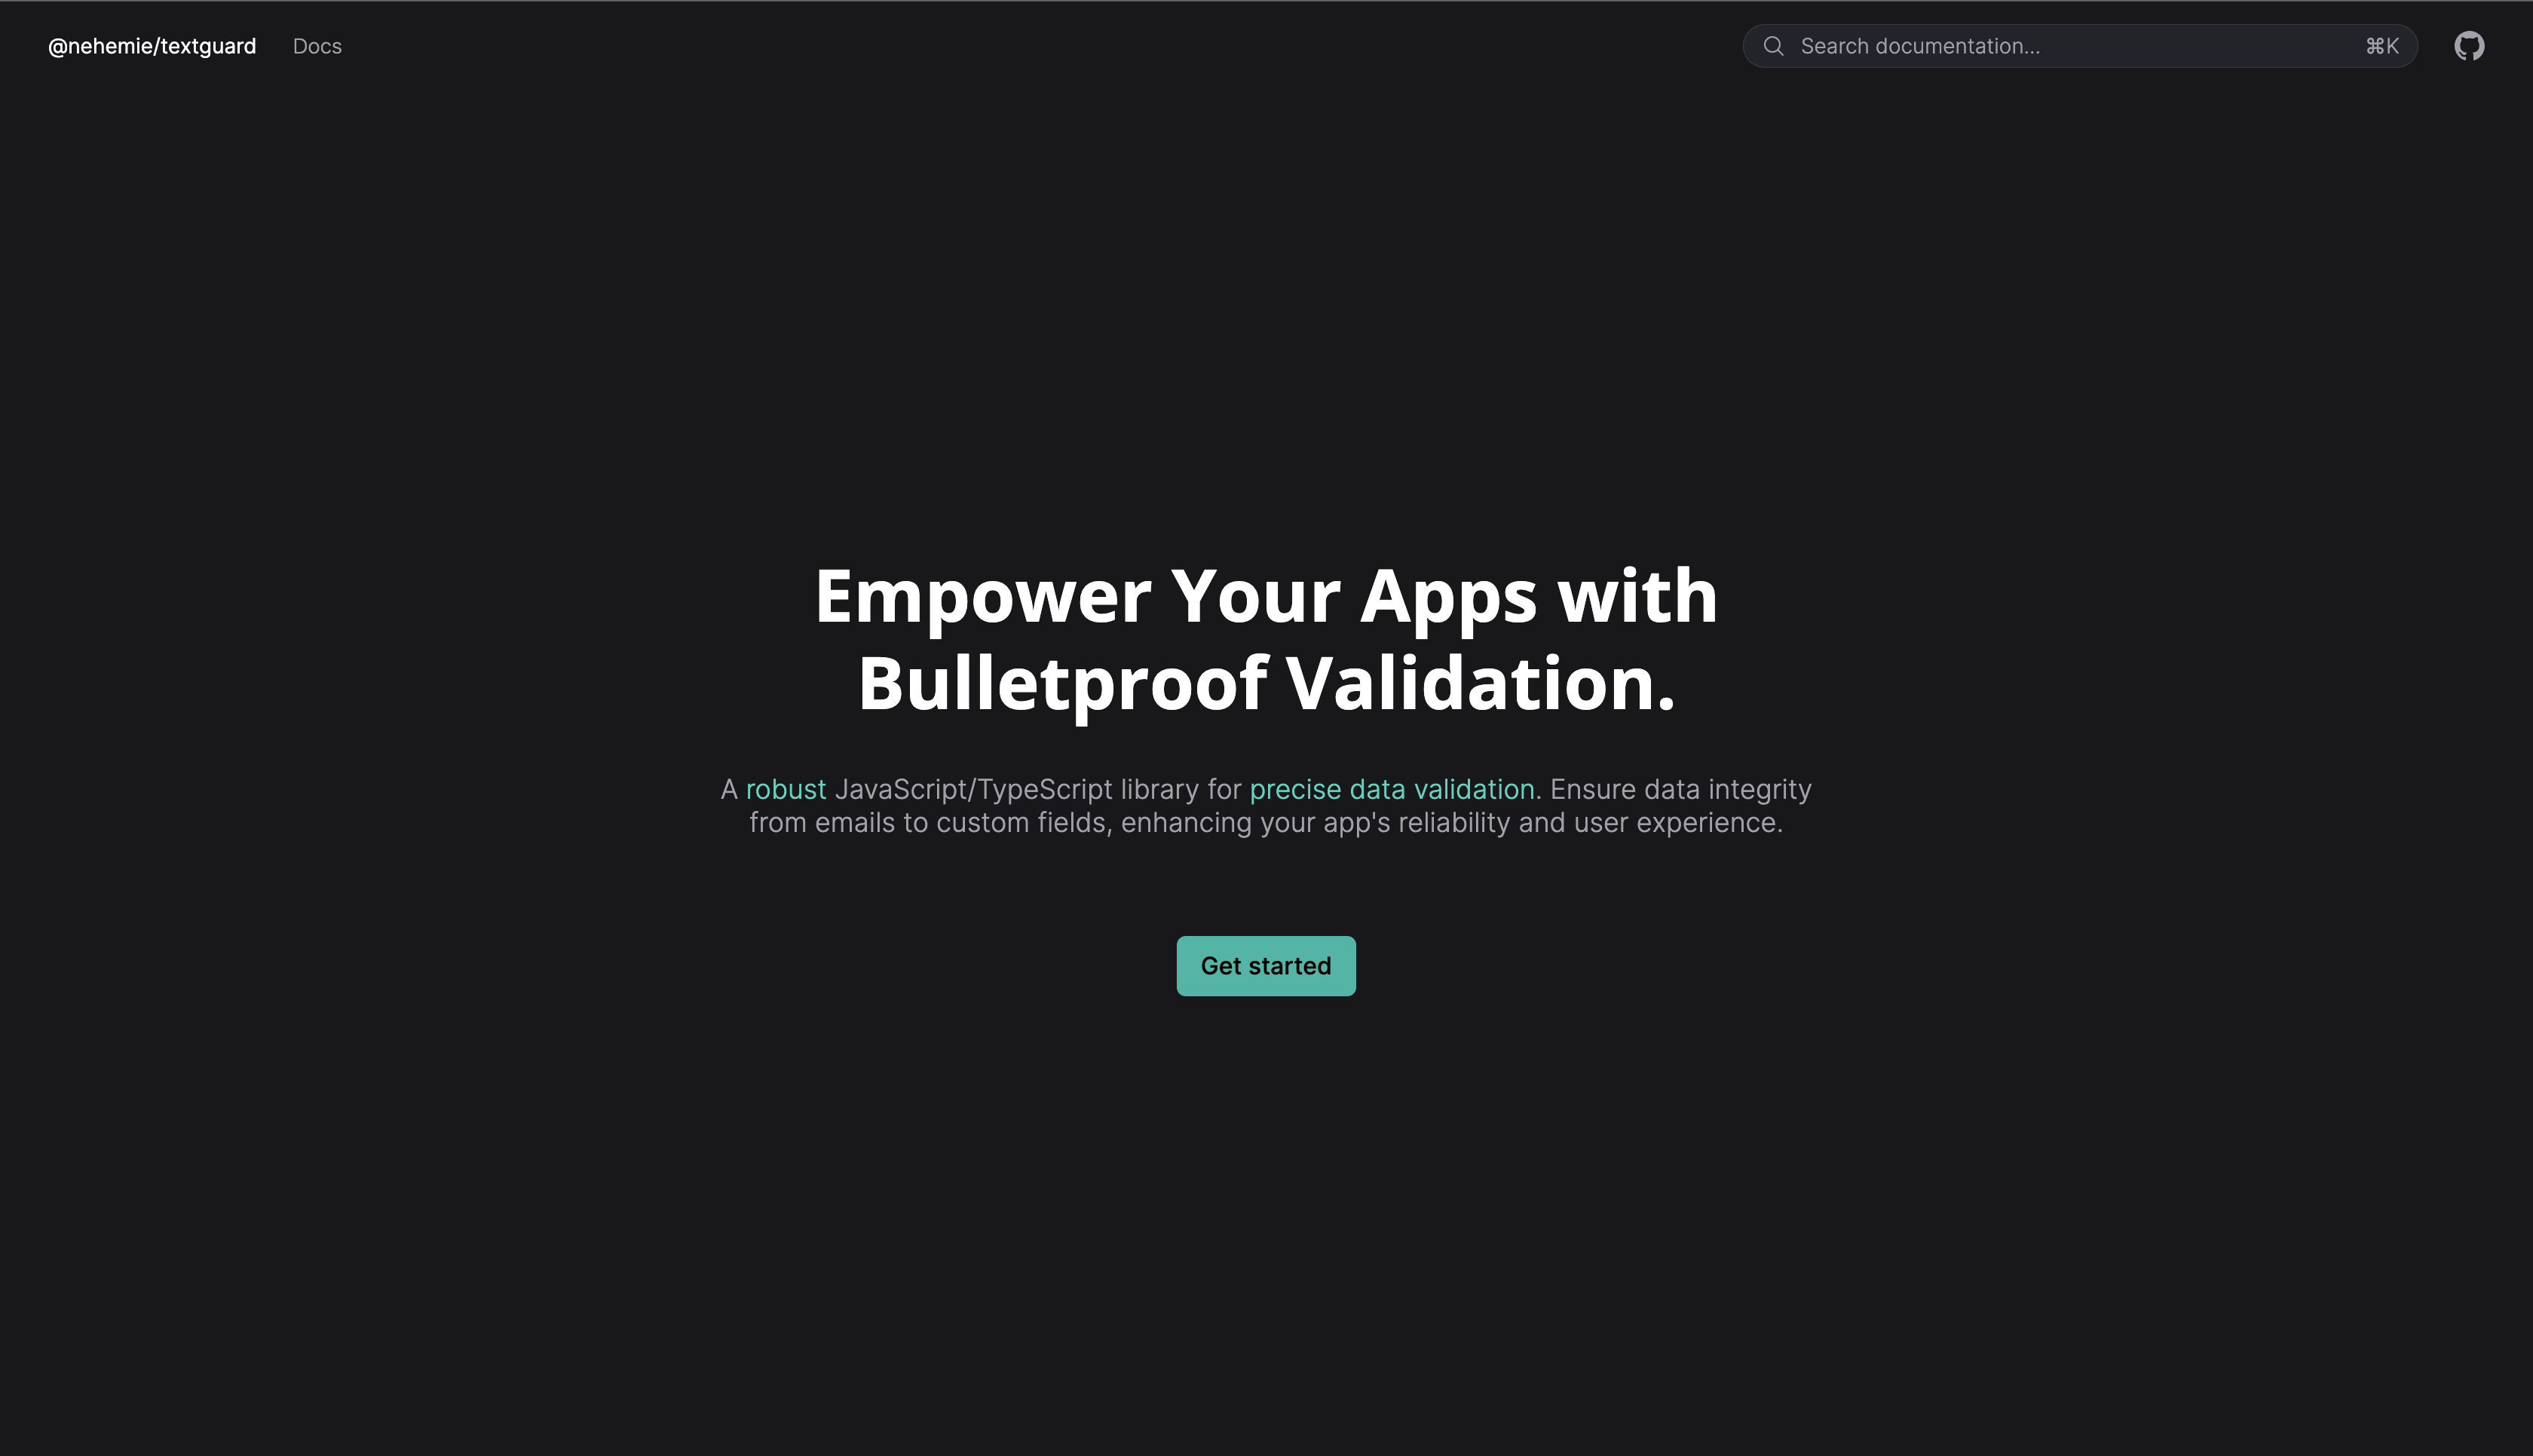 @nehemie/textguard
Docs
Search documentation...
⌘K
Empower Your Apps with
Bulletproof Validation.
A robust JavaScript/TypeScript library for precise data validation. Ensure data integrity
from emails to custom fields, enhancing your app's reliability and user experience.
Get started